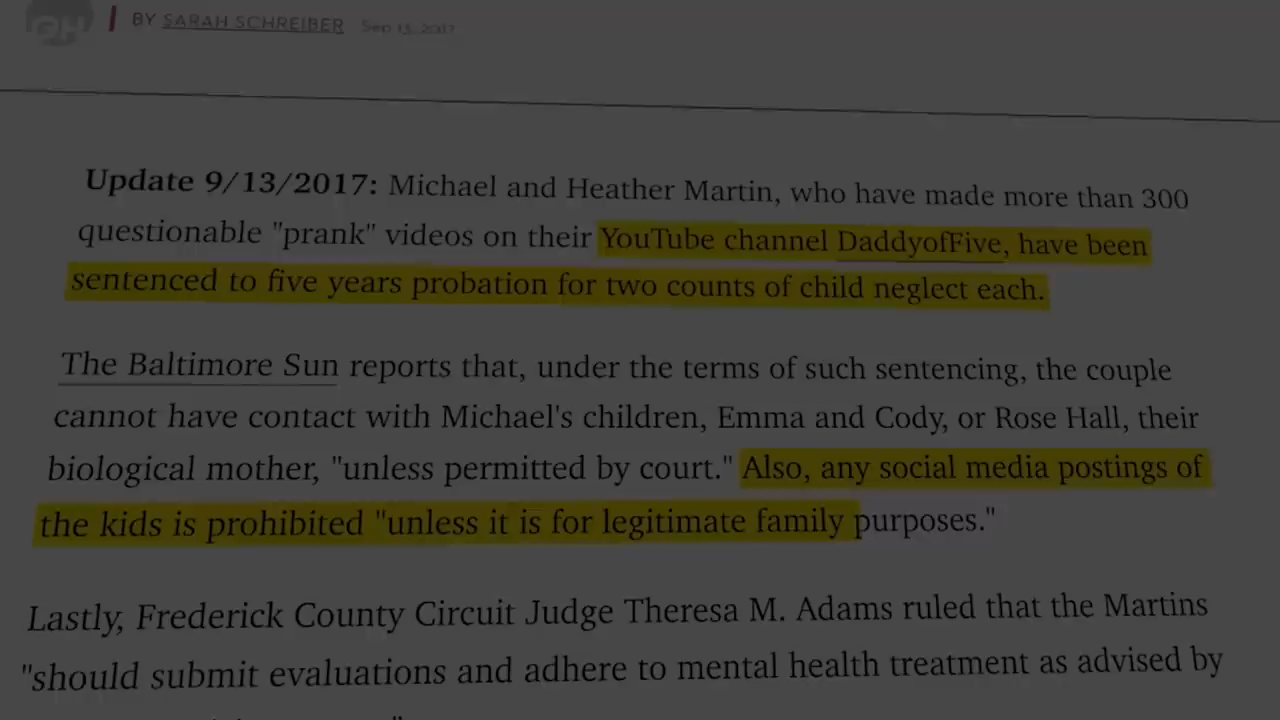 GH
BY SARAH SCHREIBER Sep 13, 2017
Update 9/13/2017: Michael and Heather Martin, who have made more than 300
questionable "prank" videos on their YouTube channel DaddyofFive, have been
sentenced to five years probation for two counts of child neglect each.
The Baltimore Sun reports that, under the terms of such sentencing, the couple
cannot have contact with Michael's children, Emma and Cody, or Rose Hall, their
biological mother, "unless permitted by court." Also, any social media postings of
the kids is prohibited "unless it is for legitimate family purposes."
Lastly, Frederick County Circuit Judge Theresa M. Adams ruled that the Martins
"should submit evaluations and adhere to mental health treatment as advised by